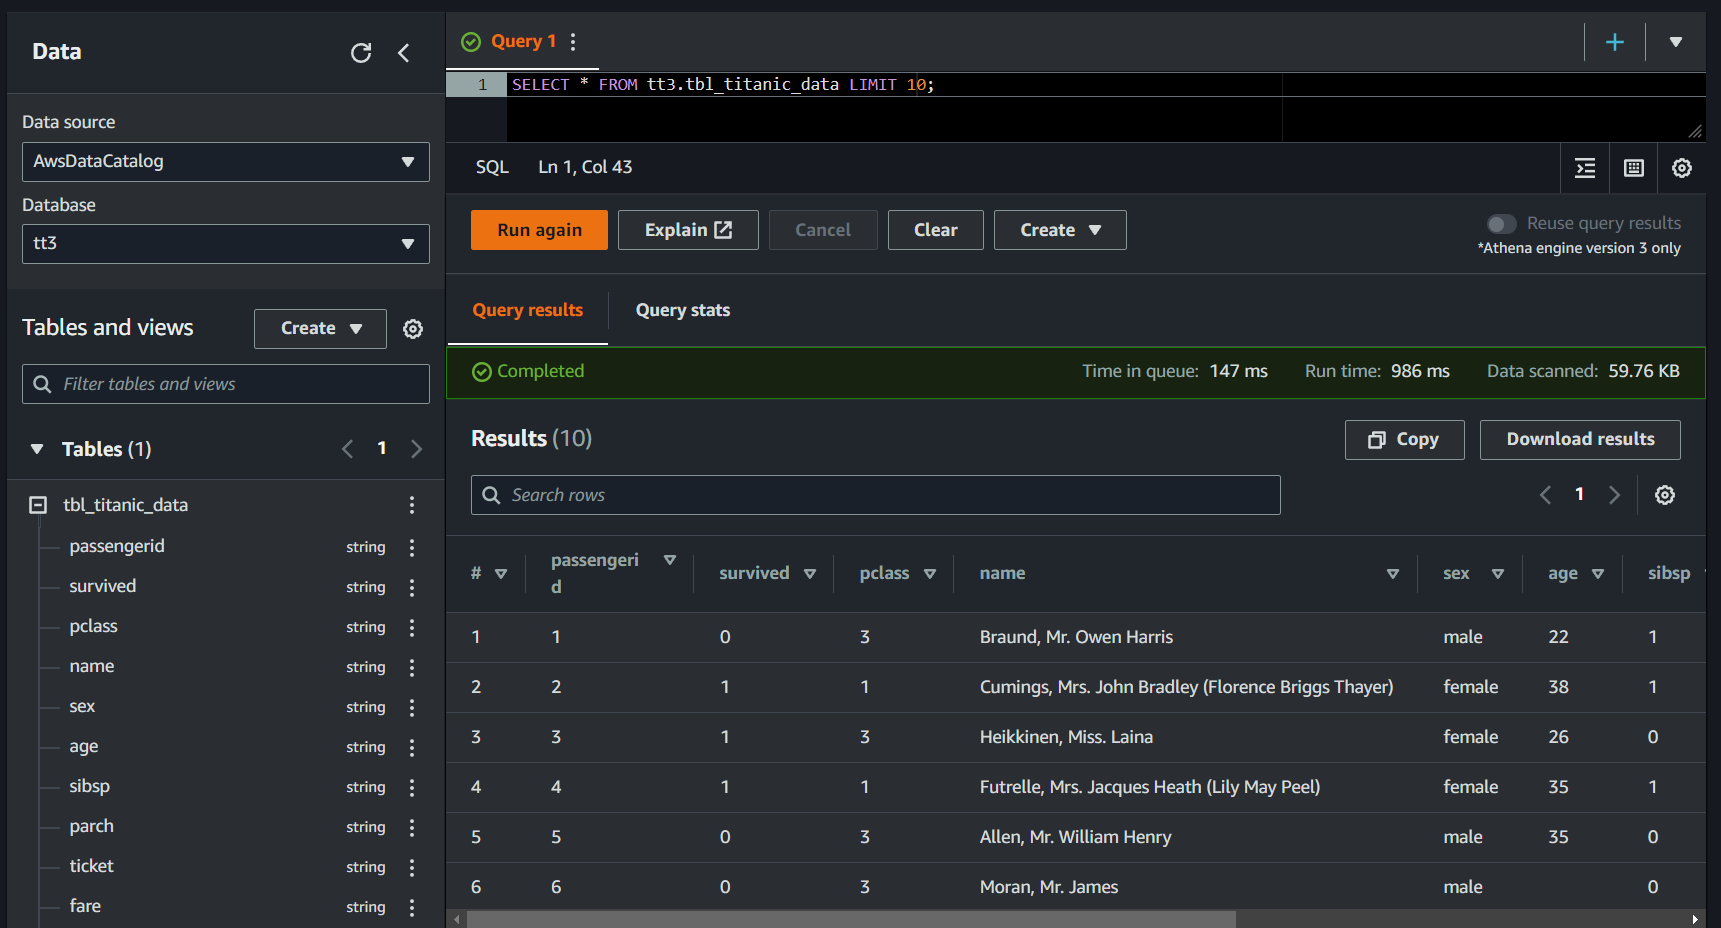 Data
Data source
AwsDataCatalog
Database
tt3
Tables and views
Create
Filter tables and views
Tables (1)
1
tbl_titanic_data
passengerid string
survived string
pclass string
name string
sex string
age string
sibsp string
parch string
ticket string
fare string
Query 1
1 SELECT * FROM tt3.tbl_titanic_data LIMIT 10;
SQL Ln 1, Col 43
Run again Explain Cancel Clear Create
Reuse query results
*Athena engine version 3 only
Query results Query stats
Completed Time in queue: 147 ms Run time: 986 ms Data scanned: 59.76 KB
Results (10)
Copy Download results
Search rows
1
# passengeri
d survived pclass name sex age sibsp
1 1 0 3 Braund, Mr. Owen Harris male 22 1
2 2 1 1 Cumings, Mrs. John Bradley (Florence Briggs Thayer) female 38 1
3 3 1 3 Heikkinen, Miss. Laina female 26 0
4 4 1 1 Futrelle, Mrs. Jacques Heath (Lily May Peel) female 35 1
5 5 0 3 Allen, Mr. William Henry male 35 0
6 6 0 3 Moran, Mr. James male 0